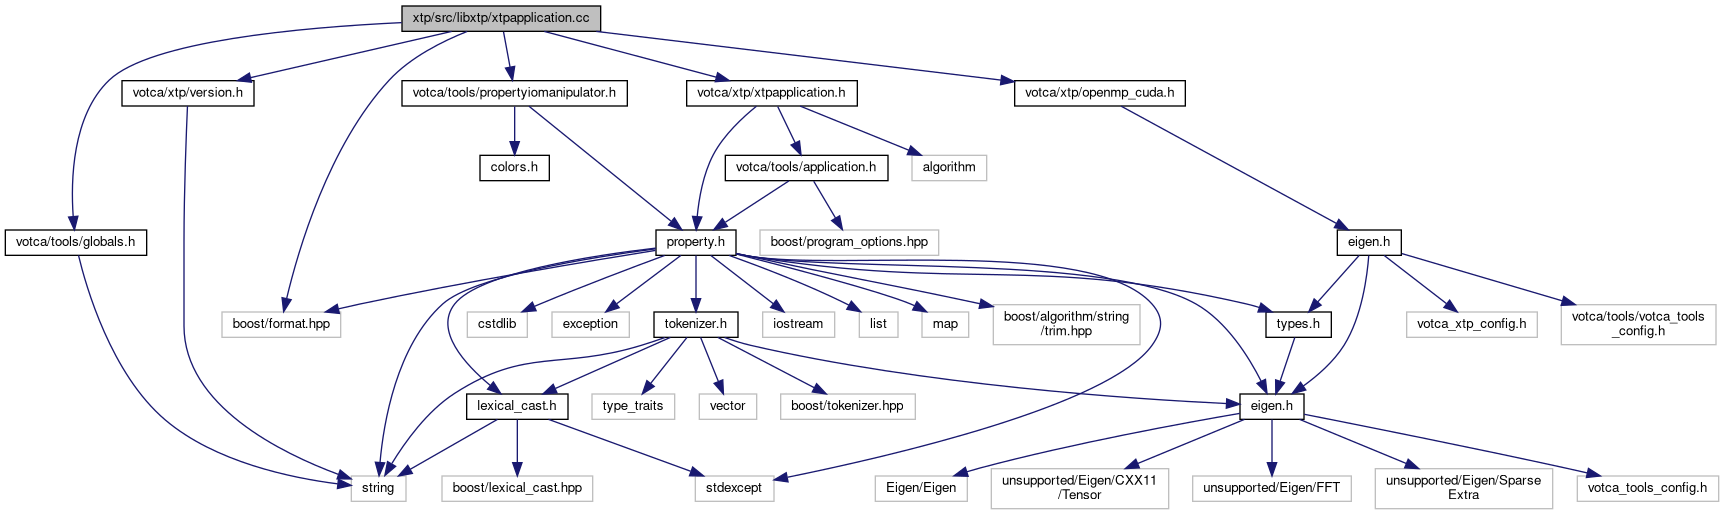 xtp/src/libxtp/xtpapplication.cc
votca/xtp/version.h
votca/tools/propertyiomanipulator.h
votca/xtp/xtpapplication.h
votca/xtp/openmp_cuda.h
colors.h
votca/tools/application.h
algorithm
votca/tools/globals.h
property.h
boost/program_options.hpp
eigen.h
boost/format.hpp
cstdlib
exception
tokenizer.h
iostream
list
map
boost/algorithm/string
/trim.hpp
types.h
votca_xtp_config.h
votca/tools/votca_tools
_config.h
lexical_cast.h
type_traits
vector
boost/tokenizer.hpp
eigen.h
string
boost/lexical_cast.hpp
stdexcept
Eigen/Eigen
unsupported/Eigen/CXX11
/Tensor
unsupported/Eigen/FFT
unsupported/Eigen/Sparse
Extra
votca_tools_config.h